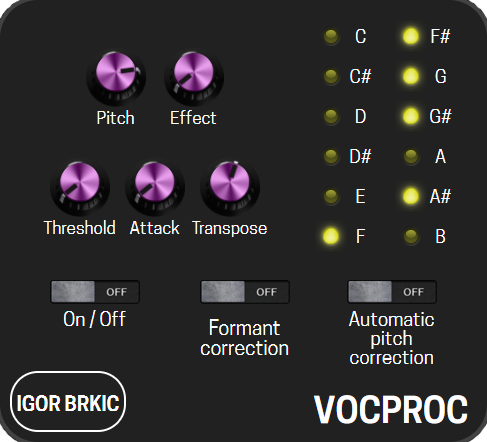 C F#
Pitch Effect
C# G
D G#
D# A
E A#
Threshold Attack Transpose
F B
OFF OFF OFF
On / Off
Formant
correction
Automatic
pitch
correction
IGOR BRKIC
VOCPROC